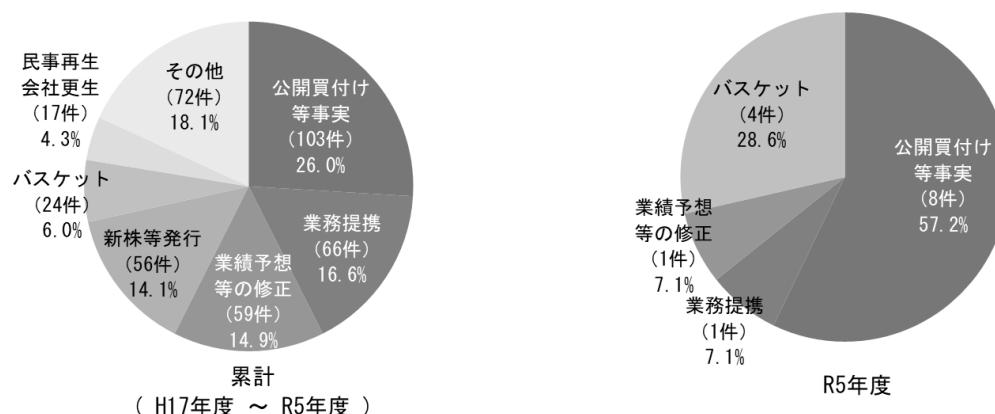 民事再生
会社更生
(17件)
4.3%
その他
(72件)
18.1%
公開買付け
等事実
(103件)
26.0%
バスケット
(24件)
6.0%
新株等発行
(56件)
14.1%
業績予想
等の修正
(59件)
14.9%
業務提携
(66件)
16.6%
累計
( H17年度 ～ R5年度 )
バスケット
(4件)
28.6%
公開買付け
等事実
(8件)
57.2%
業績予想
等の修正
(1件)
7.1%
業務提携
(1件)
7.1%
R5年度